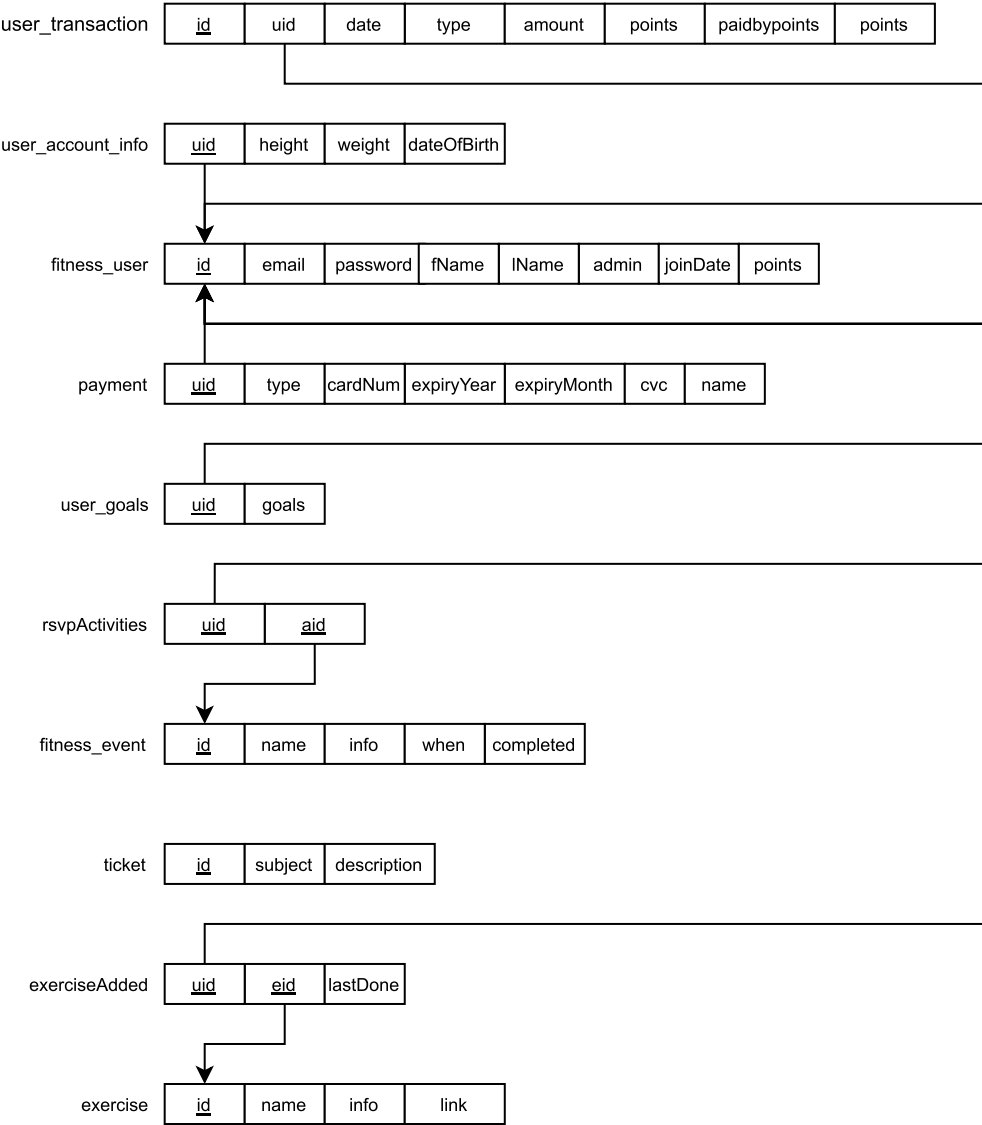 user_transaction id uid date type amount points paidbypoints points
user_account_info uid height weight dateOfBirth
fitness_user id email password fName lName admin joinDate points
payment uid type cardNum expiryYear expiryMonth cvc name
user_goals uid goals
rsvpActivities uid aid
fitness_event id name info when completed
ticket id subject description
exerciseAdded uid eid lastDone
exercise id name info link